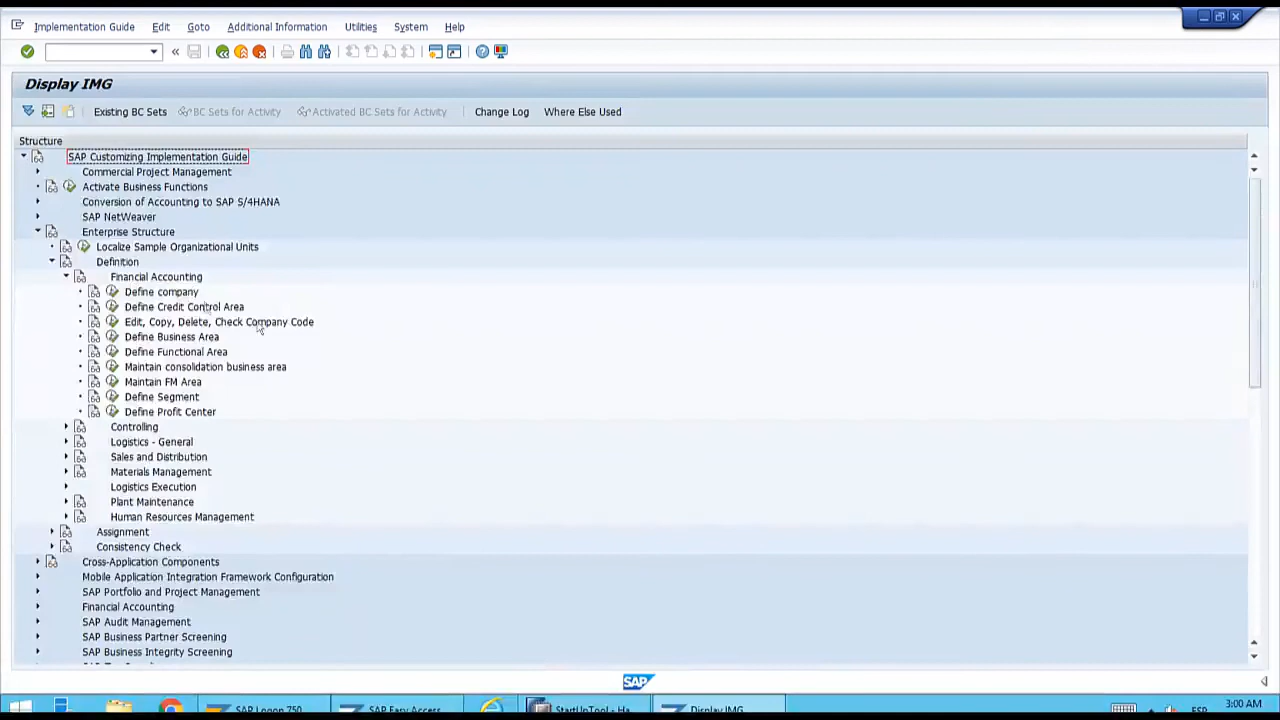 Implementation Guide Edit Goto Additional Information Utilities System Help
Display IMG
Existing BC Sets BC Sets for Activity Activated BC Sets for Activity Change Log Where Else Used
Structure
SAP Customizing Implementation Guide
Commercial Project Management
Activate Business Functions
Conversion of Accounting to SAP S/4HANA
SAP NetWeaver
Enterprise Structure
Localize Sample Organizational Units
Definition
Financial Accounting
Define company
Define Credit Control Area
Edit, Copy, Delete, Check Company Code
Define Business Area
Define Functional Area
Maintain consolidation business area
Maintain FM Area
Define Segment
Define Profit Center
Controlling
Logistics - General
Sales and Distribution
Materials Management
Logistics Execution
Plant Maintenance
Human Resources Management
Assignment
Consistency Check
Cross-Application Components
Mobile Application Integration Framework Configuration
SAP Portfolio and Project Management
Financial Accounting
SAP Audit Management
SAP Business Partner Screening
SAP Business Integrity Screening
SAP
SAP Logon 750 SAP Easy Access StartUpTool - Ha... Display IMG ESP 3:00 AM